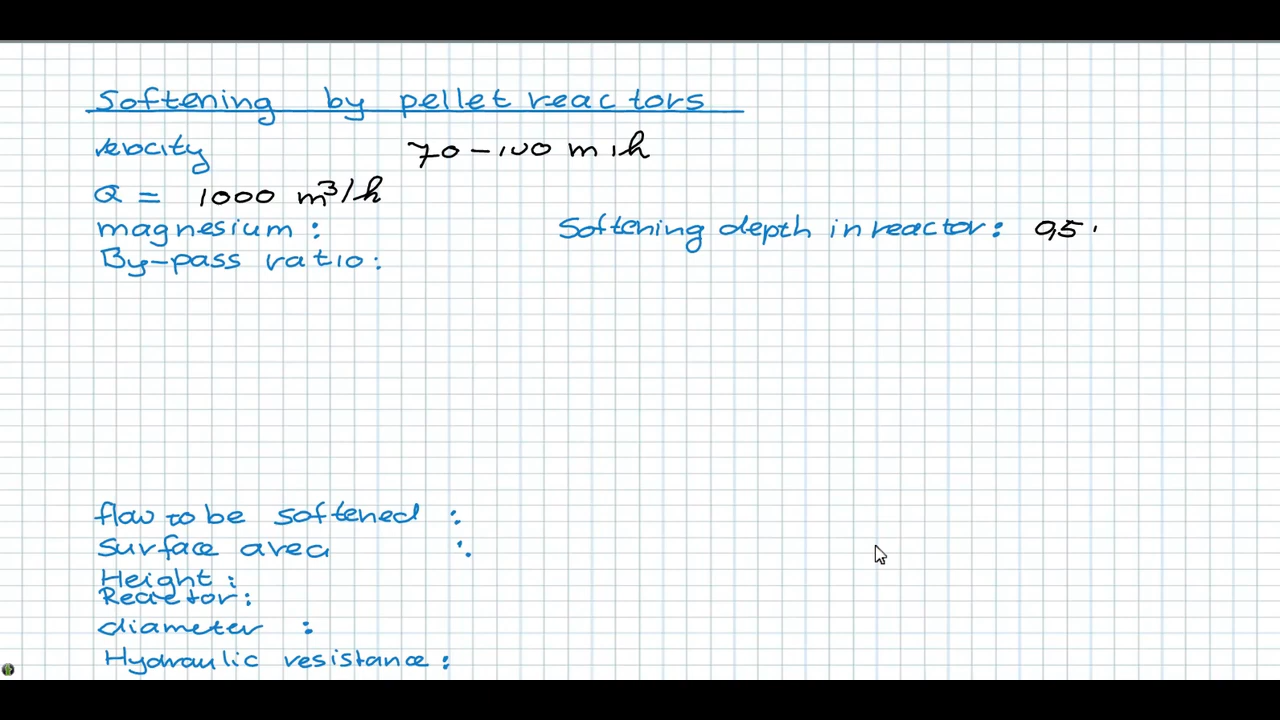 Softening by pellet reactors
velocity 70-100 m/h
Q = 1000 m³/h
magnesium : Softening depth in reactor : 0,5 .
By-pass ratio :
flow to be softened :
Surface area :
Height :
Reactor :
diameter :
Hydraulic resistance :